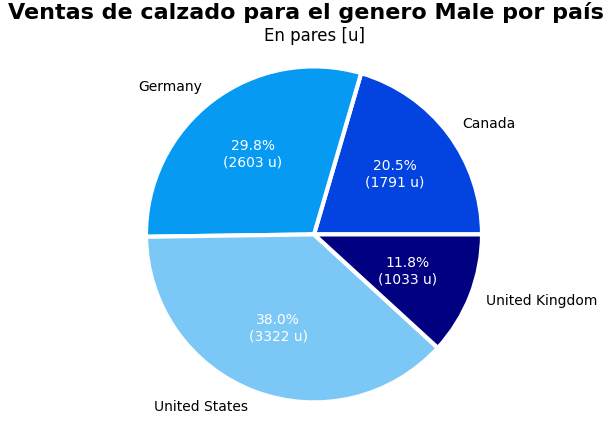 Ventas de calzado para el genero Male por país
En pares [u]
Germany
Canada
29.8%
(2603 u)
20.5%
(1791 u)
11.8%
(1033 u)
United Kingdom
38.0%
(3322 u)
United States